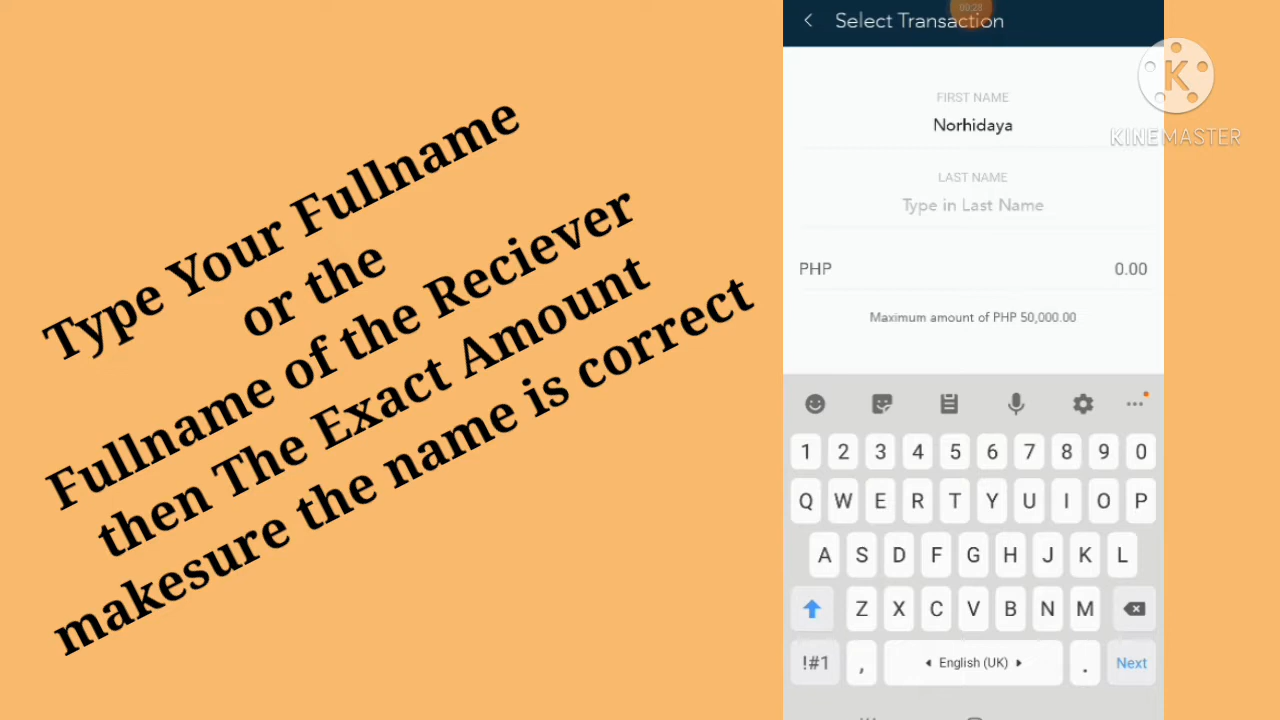 Type Your Fullname
or the
Fullname of the Reciever
then The Exact Amount
makesure the name is correct
00:28
Select Transaction
FIRST NAME
Norhidaya
LAST NAME
Type in Last Name
PHP 0.00
Maximum amount of PHP 50,000.00
K
KINEMASTER
1 2 3 4 5 6 7 8 9 0
Q W E R T Y U I O P
A S D F G H J K L
Z X C V B N M
!#1 , English (UK) . Next